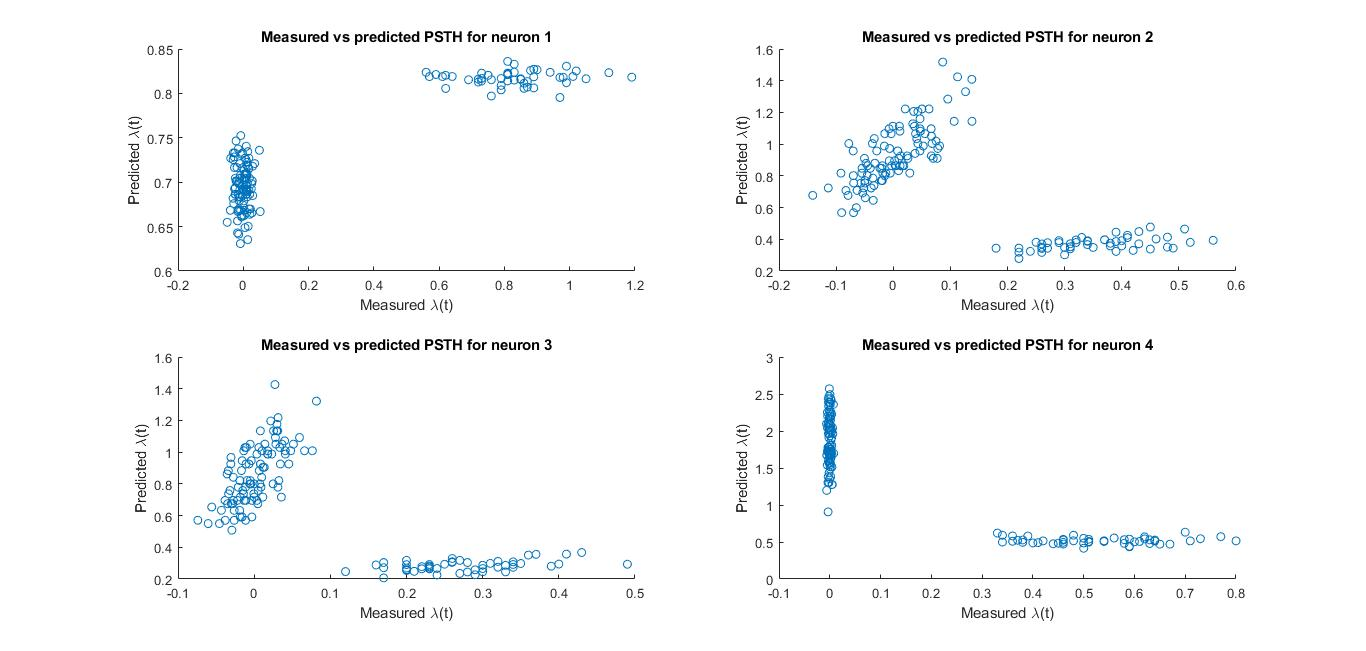 Measured vs predicted PSTH for neuron 1
0.85
0.8
0.75
0.7
0.65
0.6
Predicted λ(t)
-0.2 0 0.2 0.4 0.6 0.8 1 1.2
Measured λ(t)
Measured vs predicted PSTH for neuron 2
1.6
1.4
1.2
1
0.8
0.6
0.4
0.2
Predicted λ(t)
-0.2 -0.1 0 0.1 0.2 0.3 0.4 0.5 0.6
Measured λ(t)
Measured vs predicted PSTH for neuron 3
1.6
1.4
1.2
1
0.8
0.6
0.4
0.2
Predicted λ(t)
-0.1 0 0.1 0.2 0.3 0.4 0.5
Measured λ(t)
Measured vs predicted PSTH for neuron 4
3
2.5
2
1.5
1
0.5
0
Predicted λ(t)
-0.1 0 0.1 0.2 0.3 0.4 0.5 0.6 0.7 0.8
Measured λ(t)